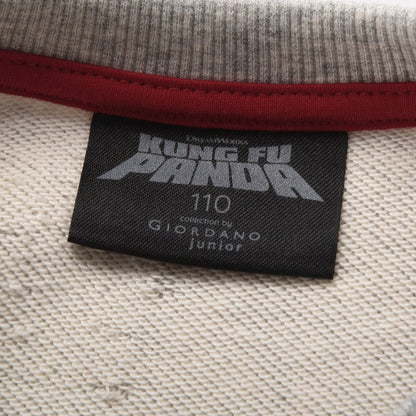 DREAMWORKS
KUNG FU
PANDA
110
collection by
GIORDANO
junior